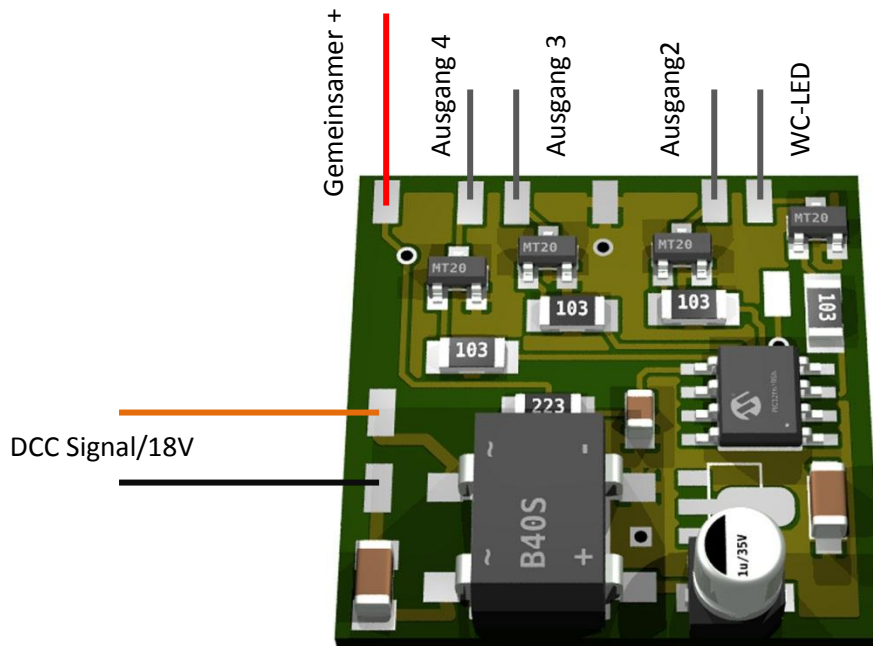 Gemeinsamer +
Ausgang 4
Ausgang 3
Ausgang2
WC-LED
MT20
MT20
MT20
MT20
103
103
103
103
223
DCC Signal/18V
~
-
B40S
~
+
1u/35V